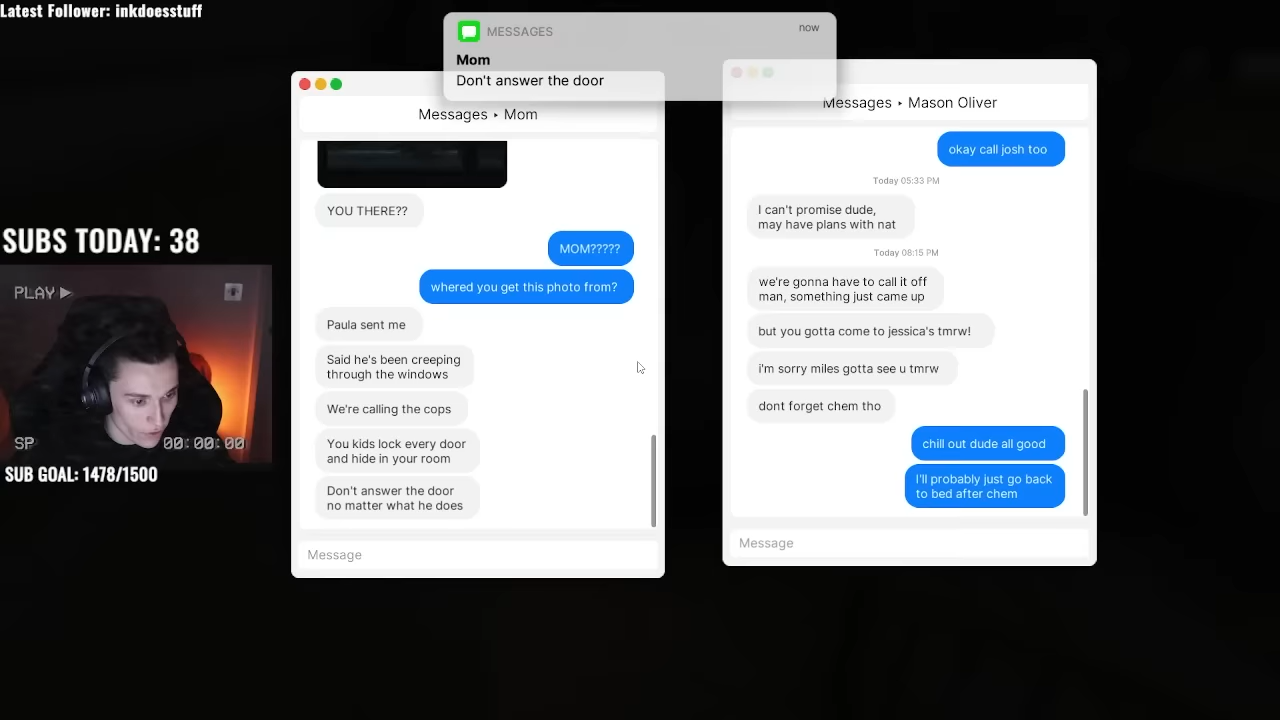 Latest Follower: inkdoesstuff
MESSAGES
now
Mom
Don't answer the door
Messages ‣ Mom
YOU THERE??
MOM?????
whered you get this photo from?
Paula sent me
Said he's been creeping
through the windows
We're calling the cops
You kids lock every door
and hide in your room
Don't answer the door
no matter what he does
Message
Messages ‣ Mason Oliver
okay call josh too
Today 05:33 PM
I can't promise dude,
may have plans with nat
Today 08:15 PM
we're gonna have to call it off
man, something just came up
but you gotta come to jessica's tmrw!
i'm sorry miles gotta see u tmrw
dont forget chem tho
chill out dude all good
I'll probably just go back
to bed after chem
Message
SUBS TODAY: 38
PLAY
SP
00:00:00
SUB GOAL: 1478/1500